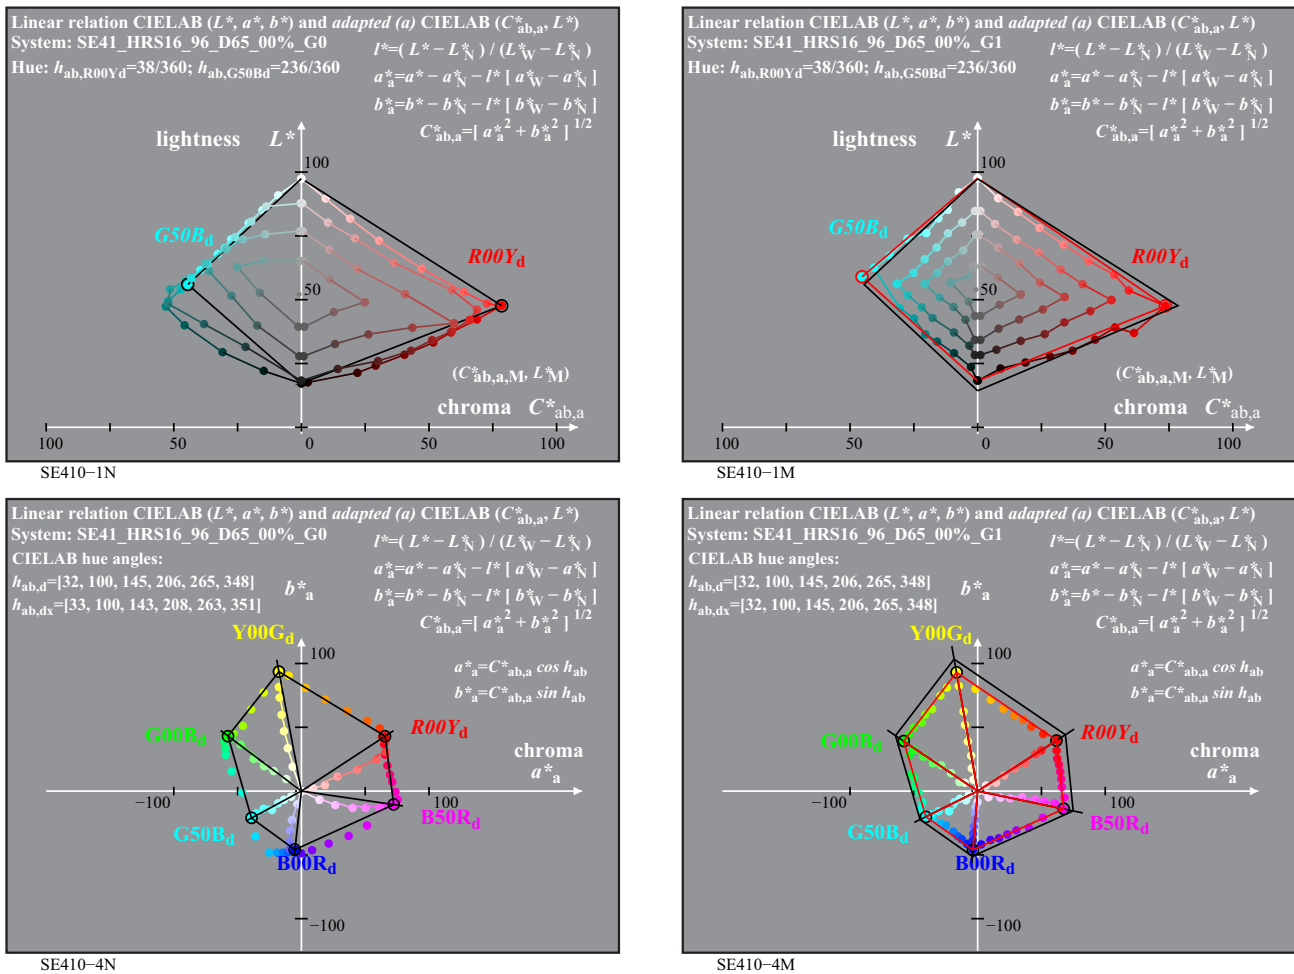 Linear relation CIELAB (L*, a*, b*) and adapted (a) CIELAB (C*ab,a, L*)
System: SE41_HRS16_96_D65_00%_G0
l*=( L* − L*N ) / (L*W − L*N )
Hue: hab,R00Yd=38/360; hab,G50Bd=236/360
a*a=a* − a*N − l* [ a*W − a*N ]
b*a=b* − b*N − l* [ b*W − b*N ]
C*ab,a=[ a*a2 + b*a2 ] 1/2
lightness L*
100
G50Bd
R00Yd
50
(C*ab,a,M, L*M)
chroma C*ab,a
100 50 0 50 100
SE410−1N
Linear relation CIELAB (L*, a*, b*) and adapted (a) CIELAB (C*ab,a, L*)
System: SE41_HRS16_96_D65_00%_G1
l*=( L* − L*N ) / (L*W − L*N )
Hue: hab,R00Yd=38/360; hab,G50Bd=236/360
a*a=a* − a*N − l* [ a*W − a*N ]
b*a=b* − b*N − l* [ b*W − b*N ]
C*ab,a=[ a*a2 + b*a2 ] 1/2
lightness L*
100
G50Bd
R00Yd
50
(C*ab,a,M, L*M)
chroma C*ab,a
100 50 0 50 100
SE410−1M
Linear relation CIELAB (L*, a*, b*) and adapted (a) CIELAB (C*ab,a, L*)
System: SE41_HRS16_96_D65_00%_G0
l*=( L* − L*N ) / (L*W − L*N )
CIELAB hue angles:
a*a=a* − a*N − l* [ a*W − a*N ]
hab,d=[32, 100, 145, 206, 265, 348]
b*a
b*a=b* − b*N − l* [ b*W − b*N ]
hab,dx=[33, 100, 143, 208, 263, 351]
C*ab,a=[ a*a2 + b*a2 ] 1/2
Y00Gd
100
a*a=C*ab,a cos hab
b*a=C*ab,a sin hab
G00Bd
R00Yd
chroma
a*a
−100 100
G50Bd
B50Rd
B00Rd
−100
SE410−4N
Linear relation CIELAB (L*, a*, b*) and adapted (a) CIELAB (C*ab,a, L*)
System: SE41_HRS16_96_D65_00%_G1
l*=( L* − L*N ) / (L*W − L*N )
CIELAB hue angles:
a*a=a* − a*N − l* [ a*W − a*N ]
hab,d=[32, 100, 145, 206, 265, 348]
b*a
b*a=b* − b*N − l* [ b*W − b*N ]
hab,dx=[32, 100, 145, 206, 265, 348]
C*ab,a=[ a*a2 + b*a2 ] 1/2
Y00Gd
100
a*a=C*ab,a cos hab
b*a=C*ab,a sin hab
G00Bd
R00Yd
chroma
a*a
−100 100
G50Bd
B50Rd
B00Rd
−100
SE410−4M